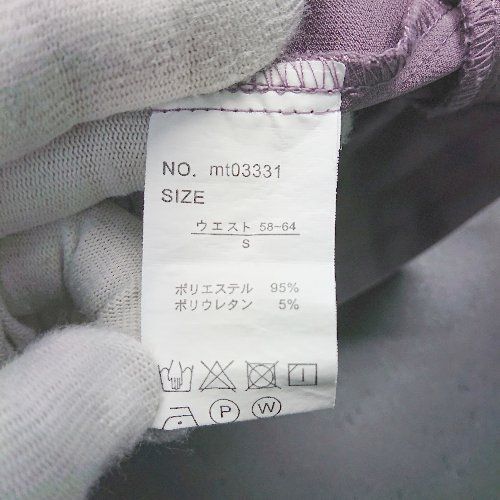 NO. mt03331
SIZE
ウエスト 58-64
S
ポリエステル 95%
ポリウレタン 5%
P W